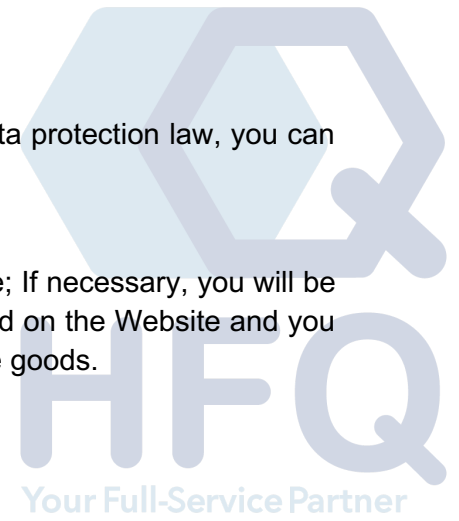 ta protection law, you can
e; If necessary, you will be
d on the Website and you
e goods.
HFQ
Your Full-Service Partner